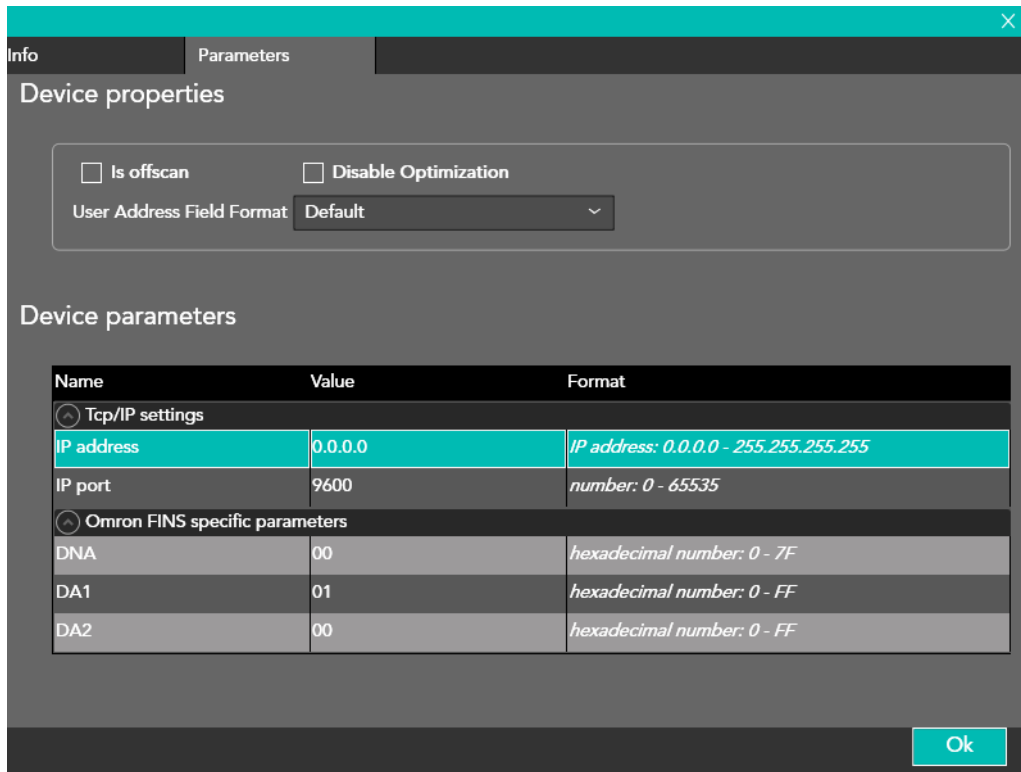 Info Parameters
Device properties
Is offscan Disable Optimization
User Address Field Format Default
Device parameters
Name Value Format
Tcp/IP settings
IP address 0.0.0.0 IP address: 0.0.0.0 - 255.255.255.255
IP port 9600 number: 0 - 65535
Omron FINS specific parameters
DNA 00 hexadecimal number: 0 - 7F
DA1 01 hexadecimal number: 0 - FF
DA2 00 hexadecimal number: 0 - FF
Ok